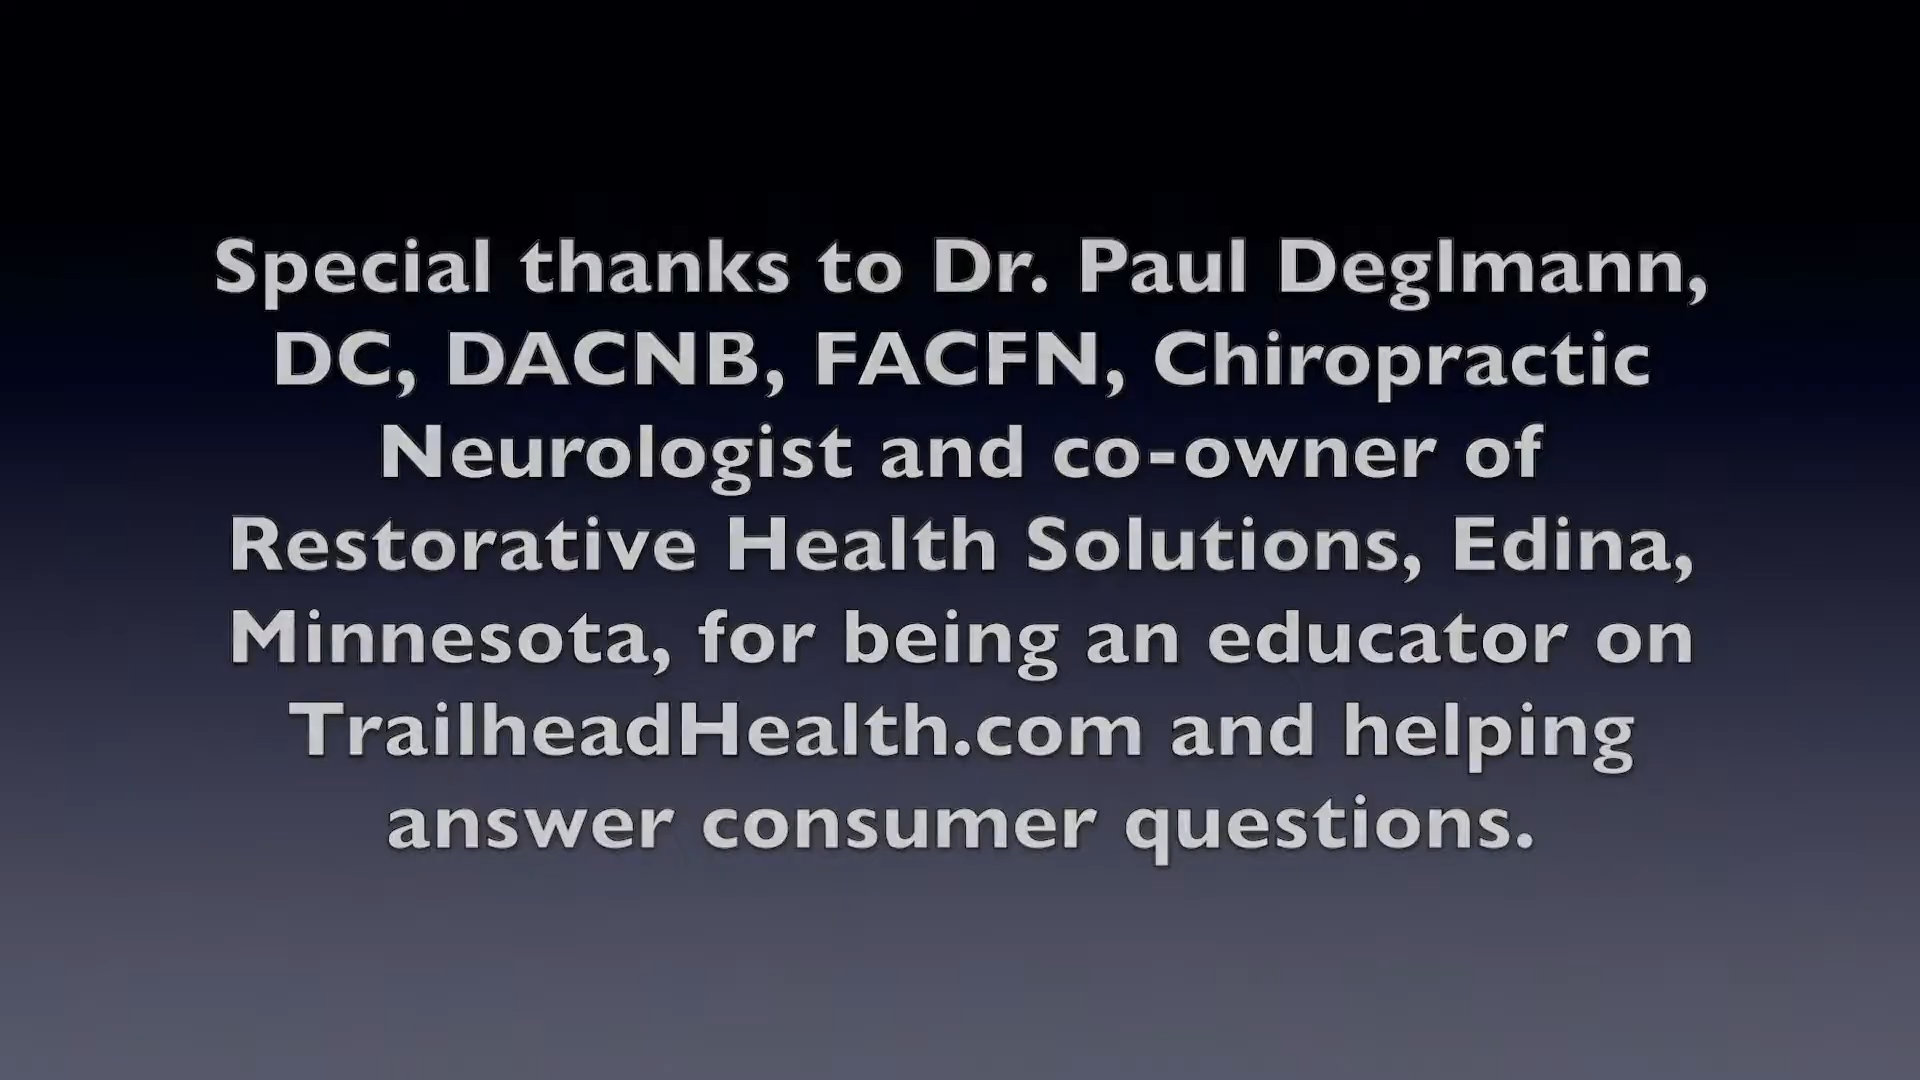 Special thanks to Dr. Paul Deglmann,
DC, DACNB, FACFN, Chiropractic
Neurologist and co-owner of
Restorative Health Solutions, Edina,
Minnesota, for being an educator on
TrailheadHealth.com and helping
answer consumer questions.